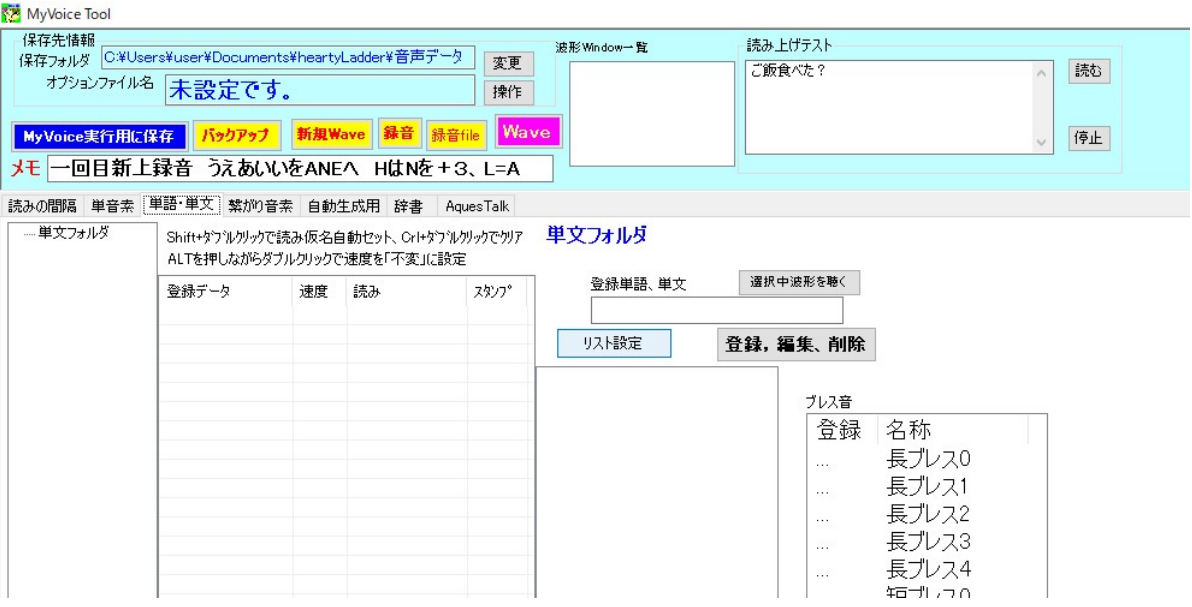 MyVoice Tool
保存先情報
保存フォルダ C:¥Users¥user¥Documents¥heartyLadder¥音声データ 変更
オプションファイル名 未設定です。 操作
波形Window一覧
読み上げテスト
ご飯食べた？
読む
停止
MyVoice実行用に保存 バックアップ 新規Wave 録音 録音file Wave
メモ 一回目新上録音 うえあいいをANEへ HはNを＋3、L=A
読みの間隔 単音素 単語・単文 繋がり音素 自動生成用 辞書 AquesTalk
単文フォルダ
Shift+ダブルクリックで読み仮名自動セット、Crl+ダブルクリックでクリア
ALTを押しながらダブルクリックで速度を「不変」に設定
単文フォルダ
登録データ 速度 読み スタンプ
登録単語、単文 選択中波形を聴く
リスト設定 登録，編集、削除
ブレス音
登録 名称
... 長ブレス0
... 長ブレス1
... 長ブレス2
... 長ブレス3
... 長ブレス4
短ブレス0